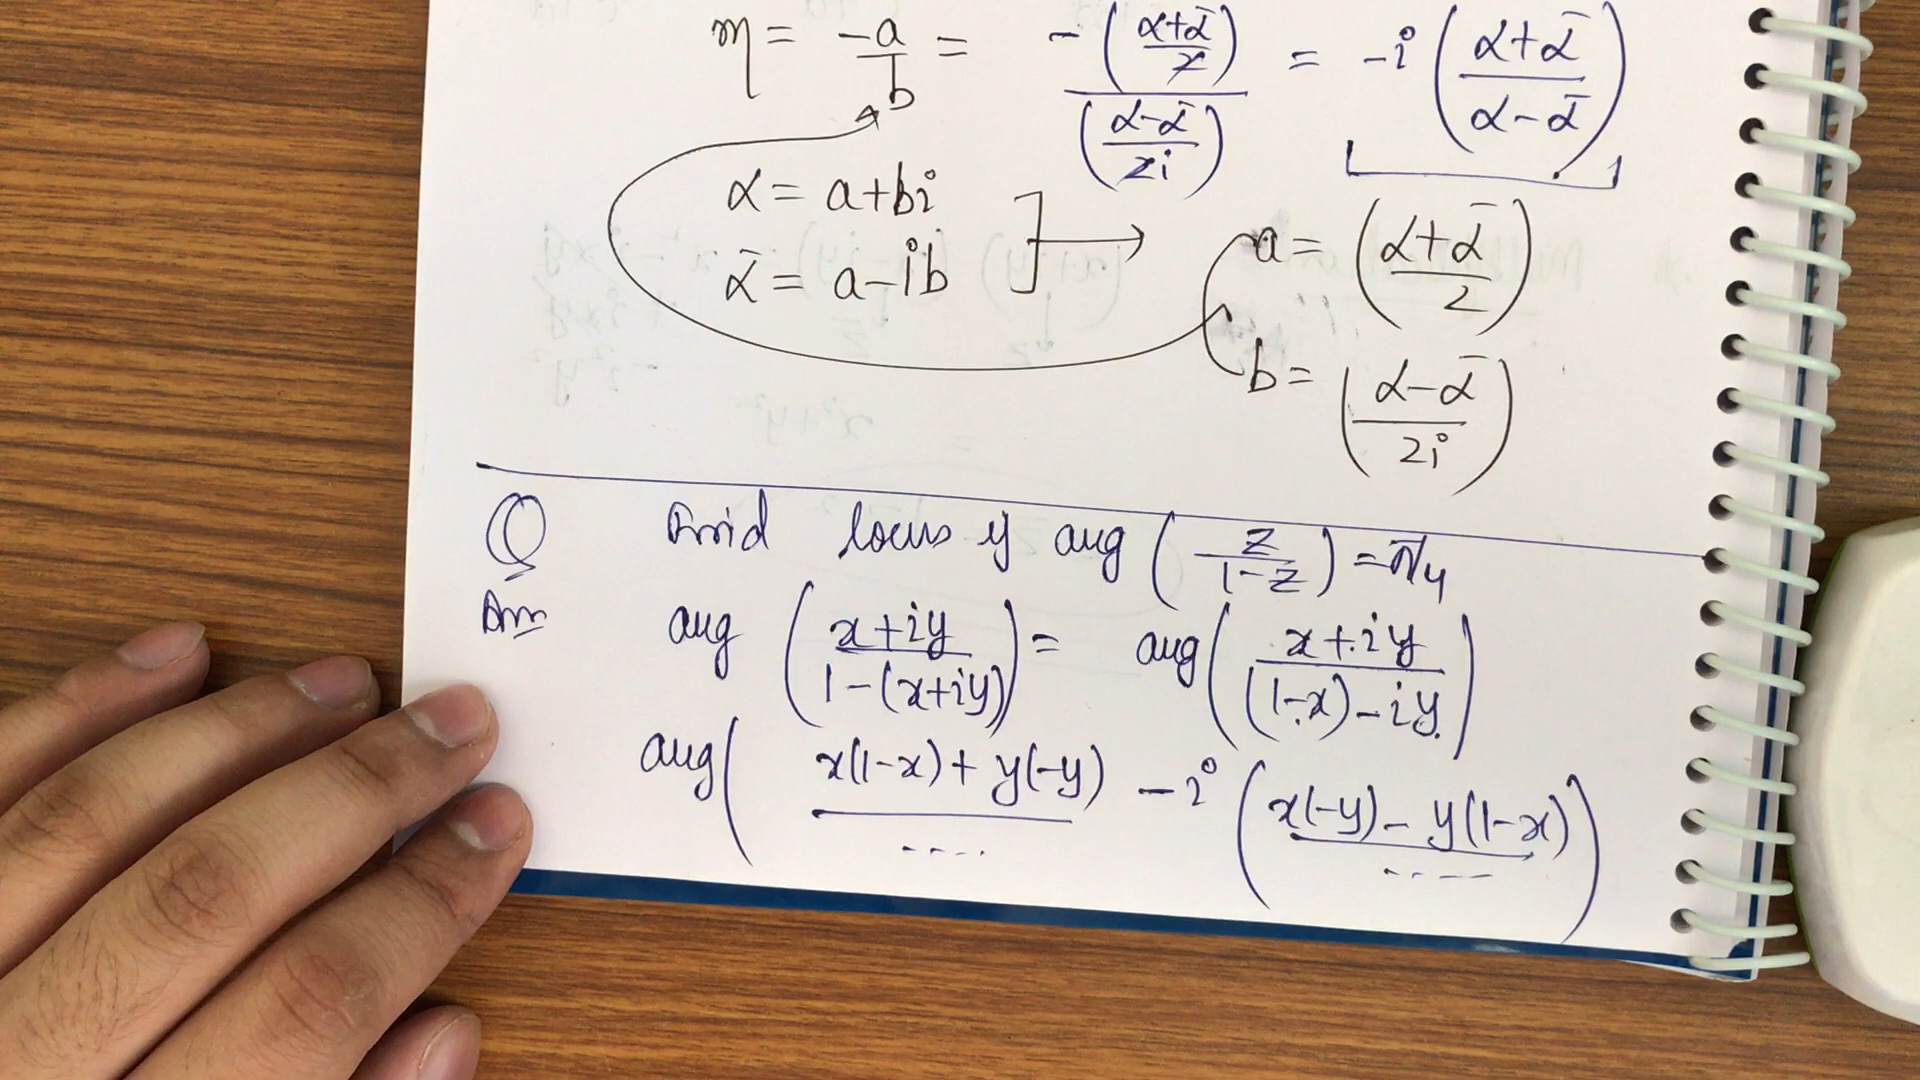 m = -a/b = -((α+ᾱ)/2) / ((α-ᾱ)/2i) = -i((α+ᾱ)/(α-ᾱ))
α = a+bi
ᾱ = a-ib
a = ((α+ᾱ)/2)
b = ((α-ᾱ)/2i)
Q Find locus of arg (z/(1-z)) = π/4
Ans arg ((x+iy)/(1-(x+iy))) = arg ((x+iy)/((1-x)-iy))
arg( (x(1-x)+y(-y))/.... - i ((x(-y)-y(1-x))/.....)